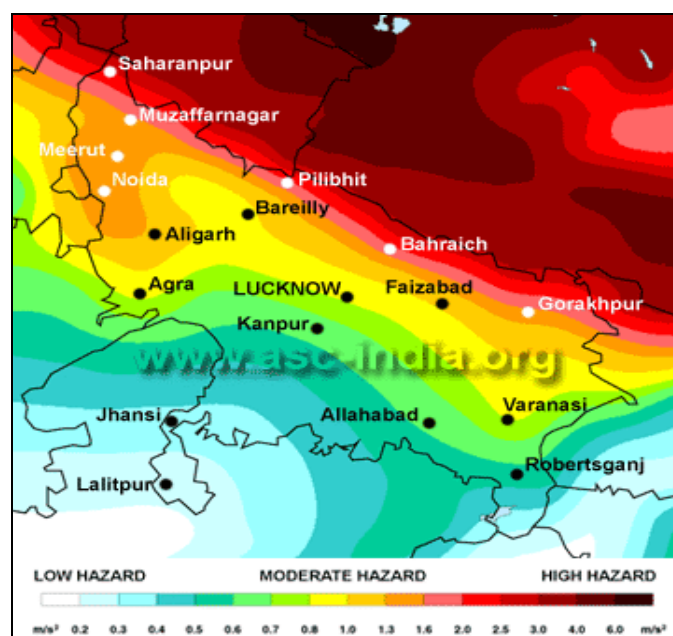 Saharanpur
Muzaffarnagar
Meerut
Noida
Pilibhit
Bareilly
Aligarh
Bahraich
Agra
LUCKNOW
Faizabad
Gorakhpur
Kanpur
www.asc-india.org
Jhansi
Allahabad
Varanasi
Robertsganj
Lalitpur
LOW HAZARD MODERATE HAZARD HIGH HAZARD
m/s² 0.2 0.3 0.4 0.5 0.6 0.7 0.8 1.0 1.3 1.6 2.0 2.5 3.0 4.0 6.0 m/s²